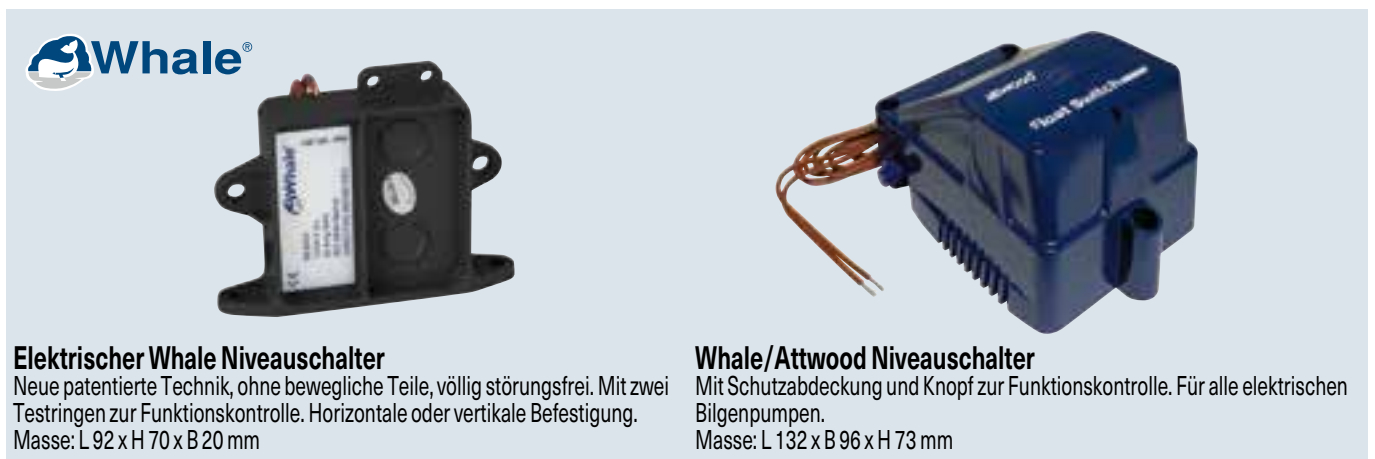 Whale®
Whale
attwood
Float Switch
Elektrischer Whale Niveauschalter
Neue patentierte Technik, ohne bewegliche Teile, völlig störungsfrei. Mit zwei
Testringen zur Funktionskontrolle. Horizontale oder vertikale Befestigung.
Masse: L 92 x H 70 x B 20 mm
Whale/Attwood Niveauschalter
Mit Schutzabdeckung und Knopf zur Funktionskontrolle. Für alle elektrischen
Bilgenpumpen.
Masse: L 132 x B 96 x H 73 mm